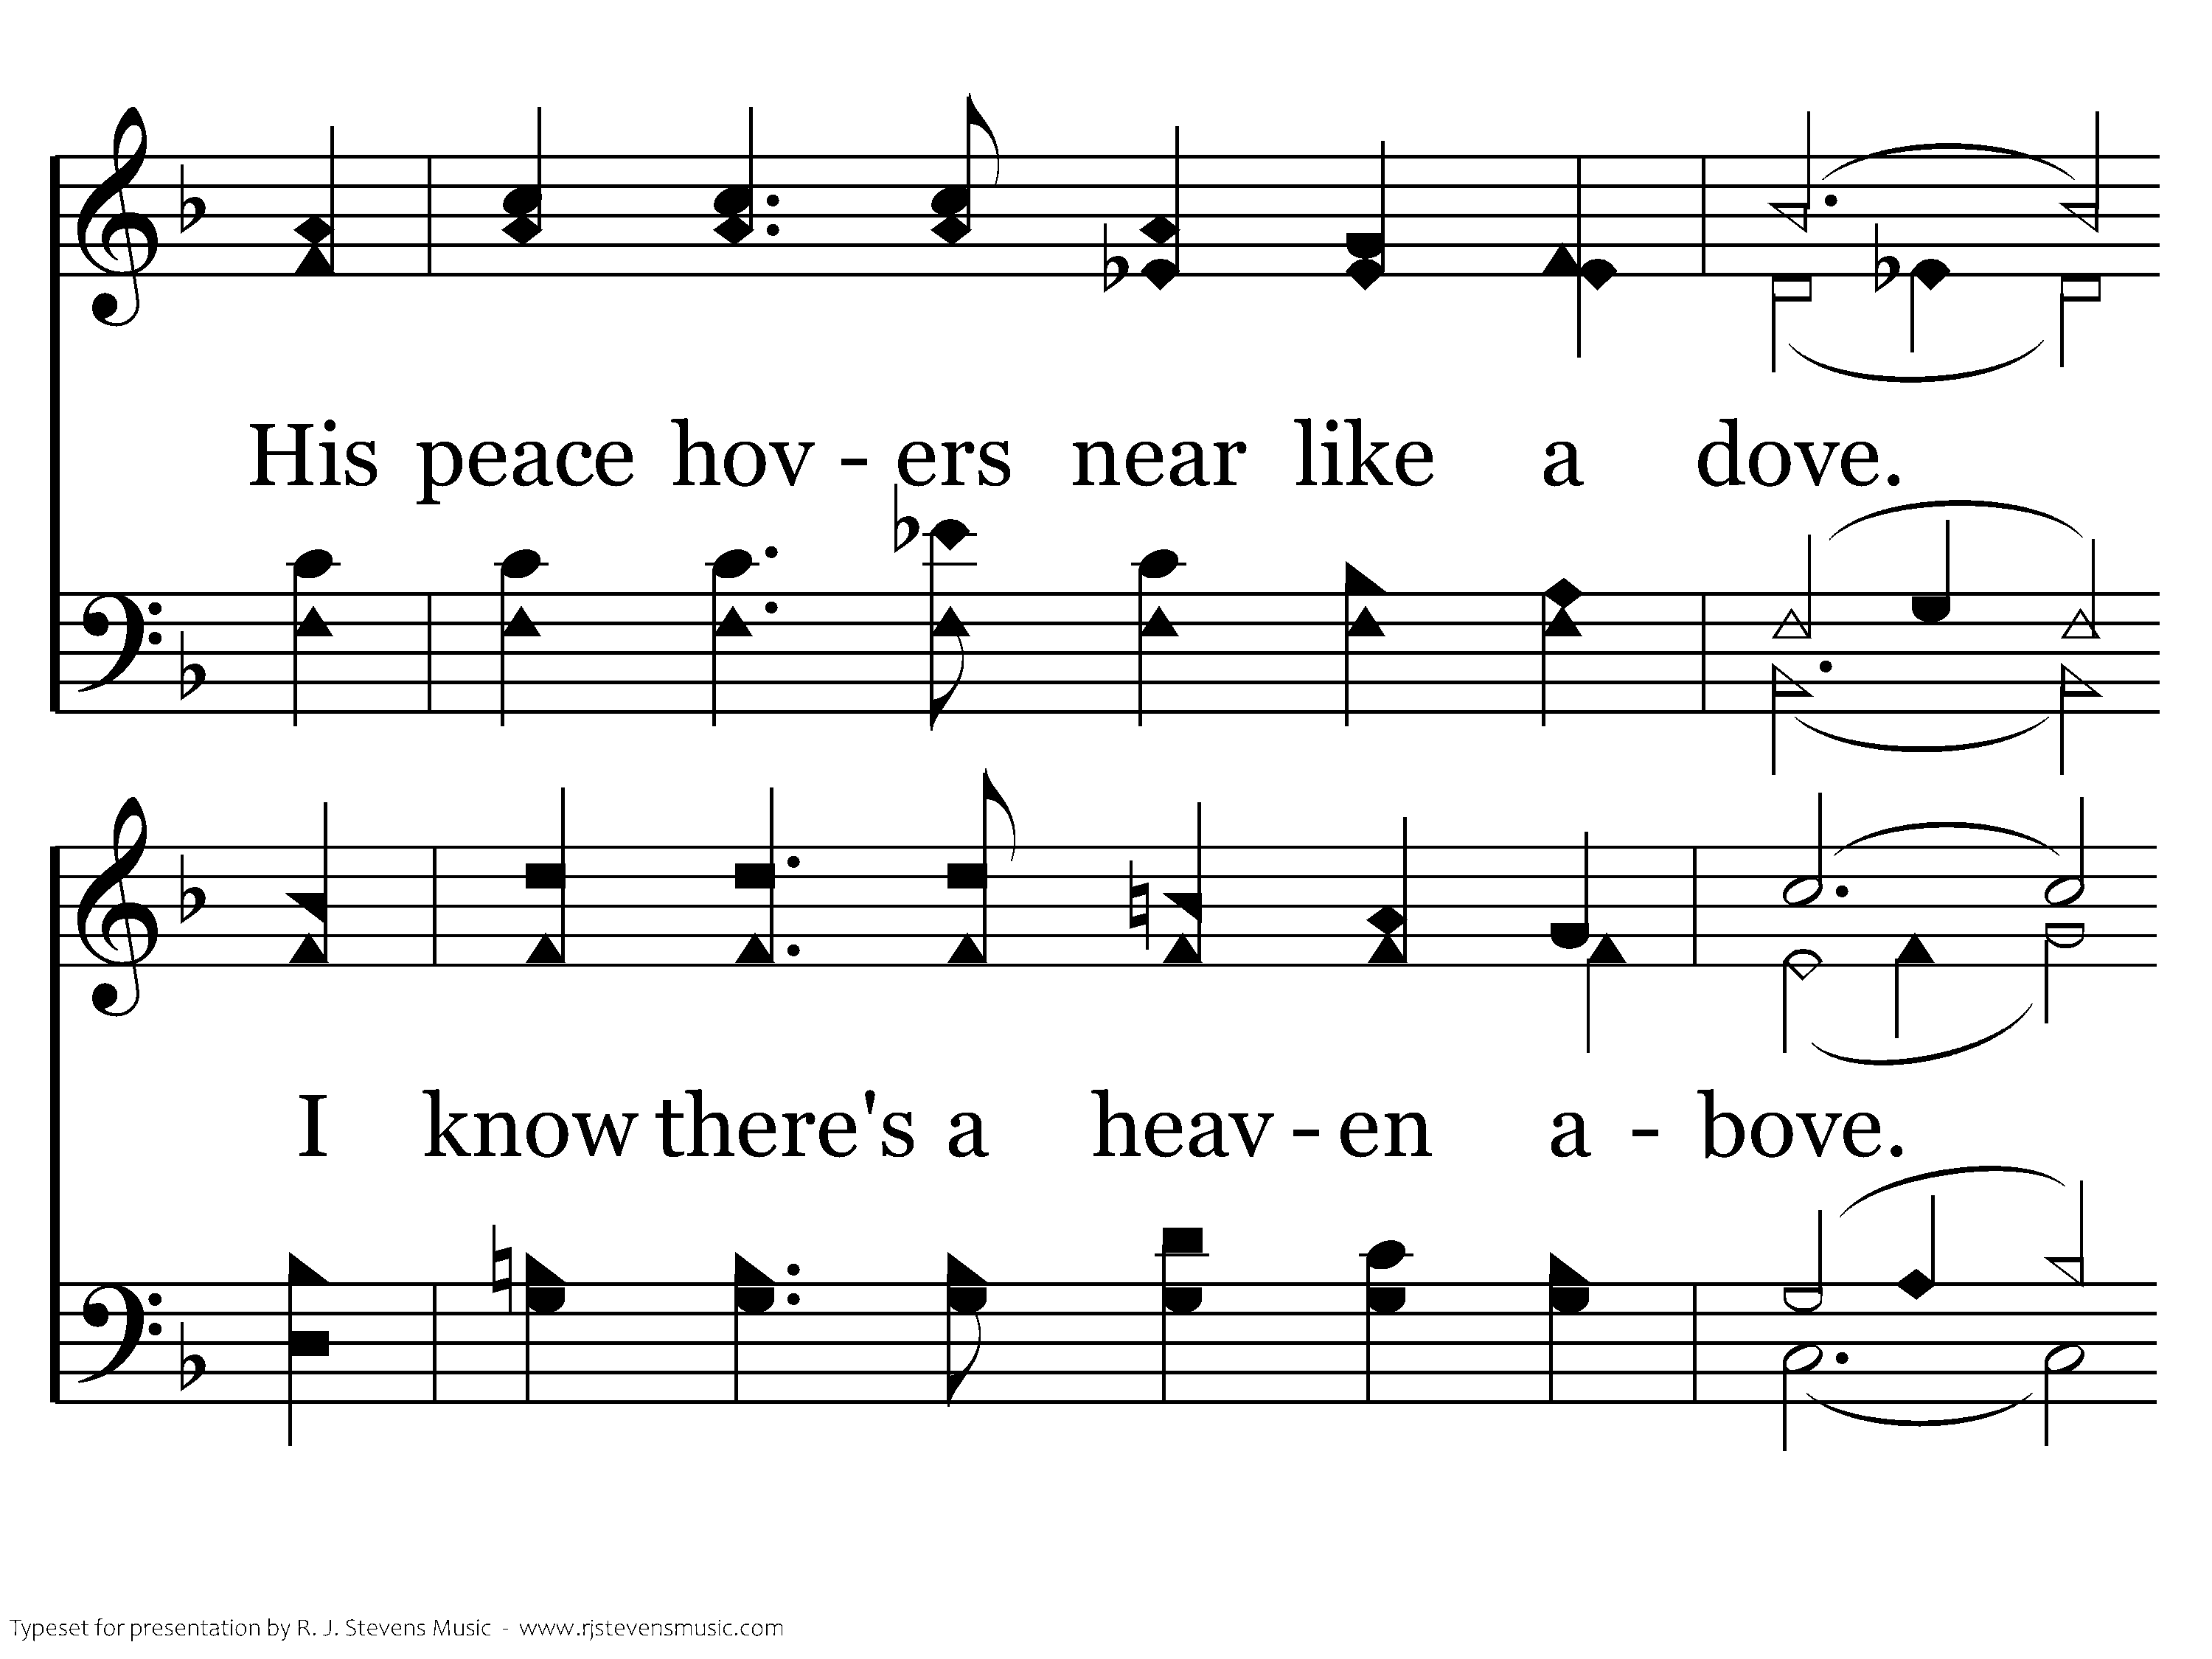 His peace hov - ers near like a dove.
I know there's a heav - en a - bove.
Typeset for presentation by R. J. Stevens Music - www.rjstevensmusic.com